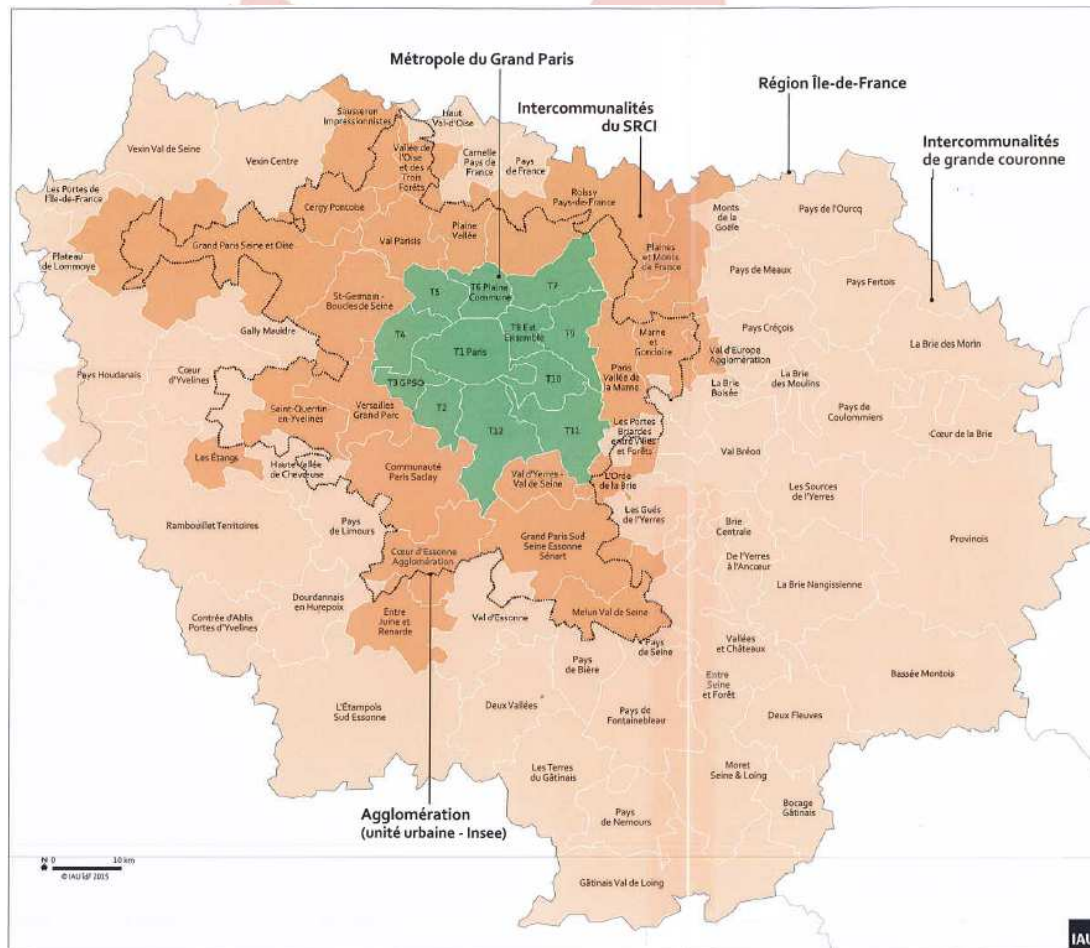 Métropole du Grand Paris
Intercommunalités
du SRCI
Région Île-de-France
Intercommunalités
de grande couronne
Sausseron
Impressionnistes
Haut
Val-d'Oise
Vexin Val de Seine
Vexin Centre
Vallée de
l'Oise
et des
Trois
Forêts
Carnelle
Pays de
France
Pays
de France
Les Portes de
l'Île-de-France
Cergy Pontoise
Roissy
Pays-de-France
Monts
de la
Goële
Pays de l'Ourcq
Plateau
de Lommoye
Grand Paris Seine et Oise
Val Parisis
Plaine
Vallée
Plaines
et Monts
de France
Pays de Meaux
Pays Fertois
St-Germain -
Boucles de Seine
T5
T6 Plaine
Commune
T7
Gally Mauldre
T1 Paris
T8 Est
Ensemble
T9
Marne
et
Gondoire
Pays Créçois
La Brie des Morin
Val d'Europe
Agglomération
Pays Houdanais
Cœur
d'Yvelines
T3 GPSO
T2
T10
Paris
Vallée de
la Marne
La Brie
Boisée
La Brie
des Moulins
Saint-Quentin
en-Yvelines
Versailles
Grand Parc
T12
T11
Les Portes
Briardes
entre Villes
et Forêts
Pays de
Coulommiers
Cœur de la Brie
Les Étangs
Haute Vallée
de Chevreuse
Communauté
Paris Saclay
Val d'Yerres -
Val de Seine
L'Orée
de la Brie
Val Bréon
Les Sources
de l'Yerres
Rambouillet Territoires
Pays
de Limours
Les Gués
de l'Yerres
Brie
Centrale
Grand Paris Sud
Seine Essonne
Sénart
Provinois
Cœur d'Essonne
Agglomération
De l'Yerres
à l'Ancœur
La Brie Nangissienne
Dourdannais
en Hurepoix
Contrée d'Ablis
Portes d'Yvelines
Entre
Juine et
Renarde
Val d'Essonne
Melun Val de Seine
Pays
de Seine
Vallées
et Châteaux
Pays
de Bière
Entre
Seine
et Forêt
Bassée Montois
L'Étampois
Sud Essonne
Deux Vallées
Pays de
Fontainebleau
Deux Fleuves
Les Terres
du Gâtinais
Moret
Seine & Loing
Agglomération
(unité urbaine - Insee)
Pays
de Nemours
Bocage
Gâtinais
N 0 10 km
© IAU îdF 2015
Gâtinais Val de Loing
IAU